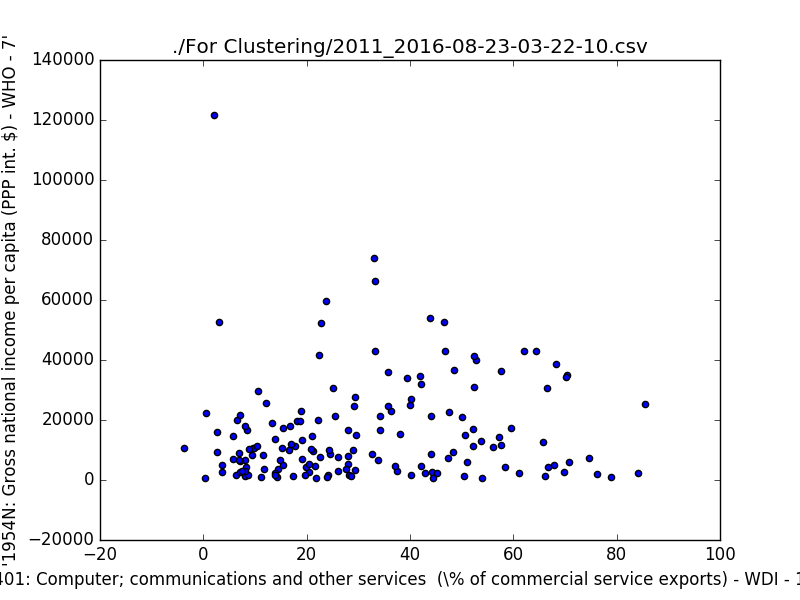 ./For Clustering/2011_2016-08-23-03-22-10.csv
'1954N: Gross national income per capita (PPP int. $) - WHO - 7'
140000
120000
100000
80000
60000
40000
20000
0
−20000
−20 0 20 40 60 80 100
401: Computer; communications and other services (\% of commercial service exports) - WDI - 1